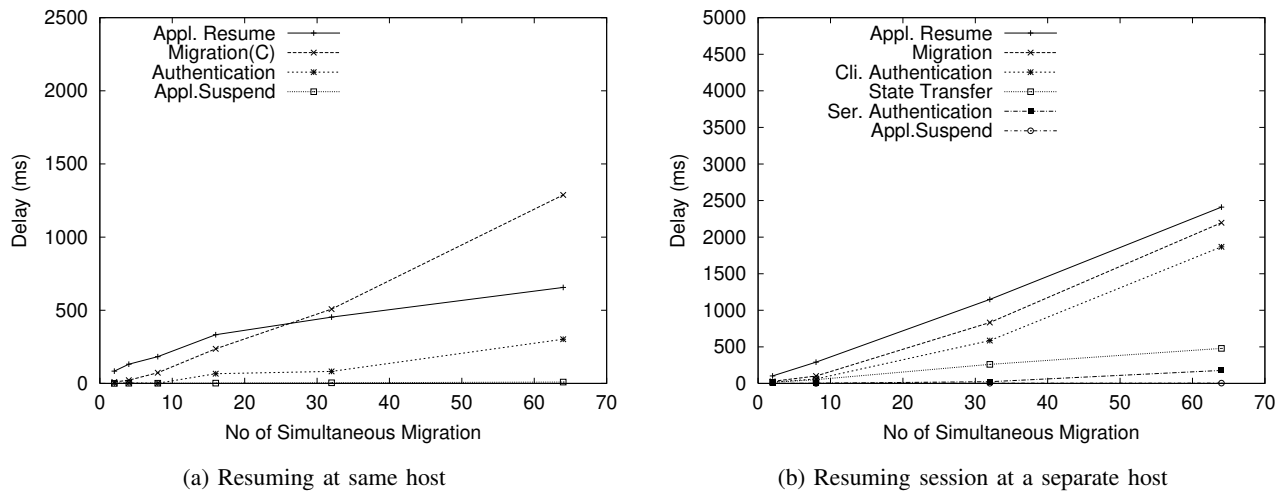 2500
2000
1500
1000
500
0
Delay (ms)
0 10 20 30 40 50 60 70
No of Simultaneous Migration
Appl. Resume
Migration(C)
Authentication
Appl.Suspend
(a) Resuming at same host
5000
4500
4000
3500
3000
2500
2000
1500
1000
500
0
Delay (ms)
0 10 20 30 40 50 60 70
No of Simultaneous Migration
Appl. Resume
Migration
Cli. Authentication
State Transfer
Ser. Authentication
Appl.Suspend
(b) Resuming session at a separate host